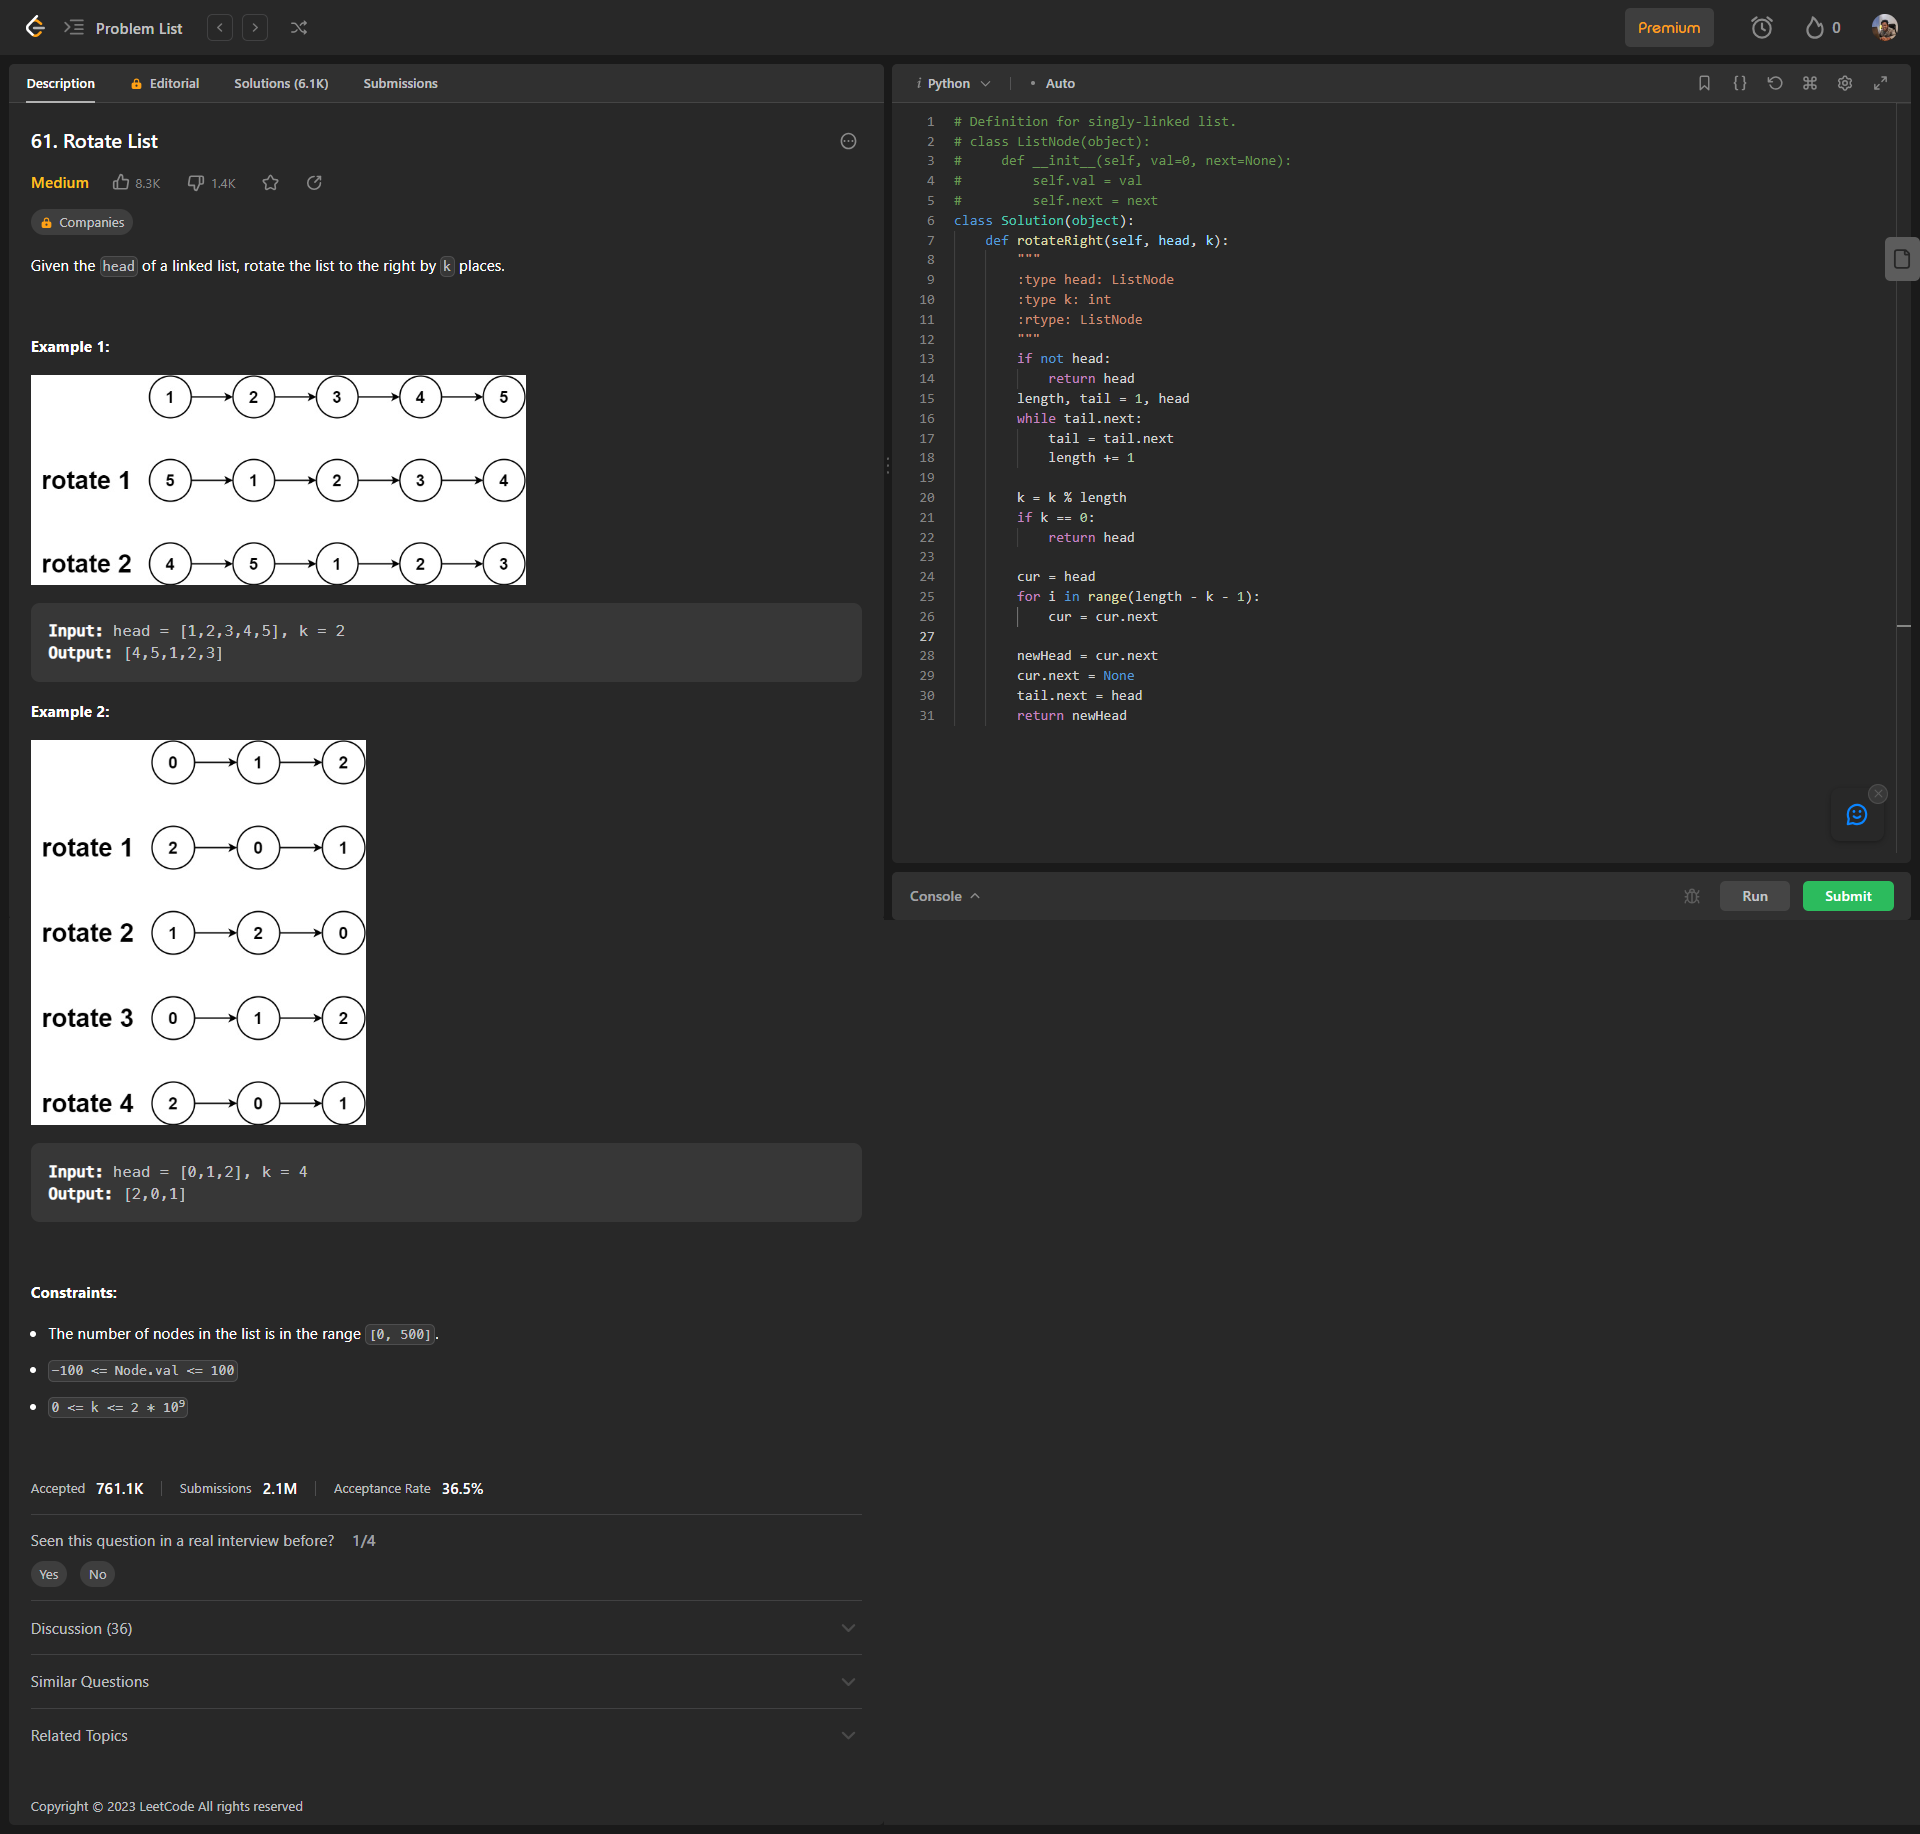 Problem List
Premium
0
Description
Editorial
Solutions (6.1K)
Submissions
61. Rotate List
Medium
8.3K
1.4K
Companies
Given the head of a linked list, rotate the list to the right by k places.
Example 1:
1 2 3 4 5
rotate 1 5 1 2 3 4
rotate 2 4 5 1 2 3
Input: head = [1,2,3,4,5], k = 2
Output: [4,5,1,2,3]
Example 2:
0 1 2
rotate 1 2 0 1
rotate 2 1 2 0
rotate 3 0 1 2
rotate 4 2 0 1
Input: head = [0,1,2], k = 4
Output: [2,0,1]
Constraints:
• The number of nodes in the list is in the range [0, 500].
• -100 <= Node.val <= 100
• 0 <= k <= 2 * 10⁹
Accepted 761.1K
Submissions 2.1M
Acceptance Rate 36.5%
Seen this question in a real interview before? 1/4
Yes
No
Discussion (36)
Similar Questions
Related Topics
Copyright © 2023 LeetCode All rights reserved
i Python
• Auto
{}
1 # Definition for singly-linked list.
2 # class ListNode(object):
3 #     def __init__(self, val=0, next=None):
4 #         self.val = val
5 #         self.next = next
6 class Solution(object):
7     def rotateRight(self, head, k):
8         """
9         :type head: ListNode
10         :type k: int
11         :rtype: ListNode
12         """
13         if not head:
14             return head
15         length, tail = 1, head
16         while tail.next:
17             tail = tail.next
18             length += 1
19
20         k = k % length
21         if k == 0:
22             return head
23
24         cur = head
25         for i in range(length - k - 1):
26             cur = cur.next
27
28         newHead = cur.next
29         cur.next = None
30         tail.next = head
31         return newHead
Console
Run
Submit